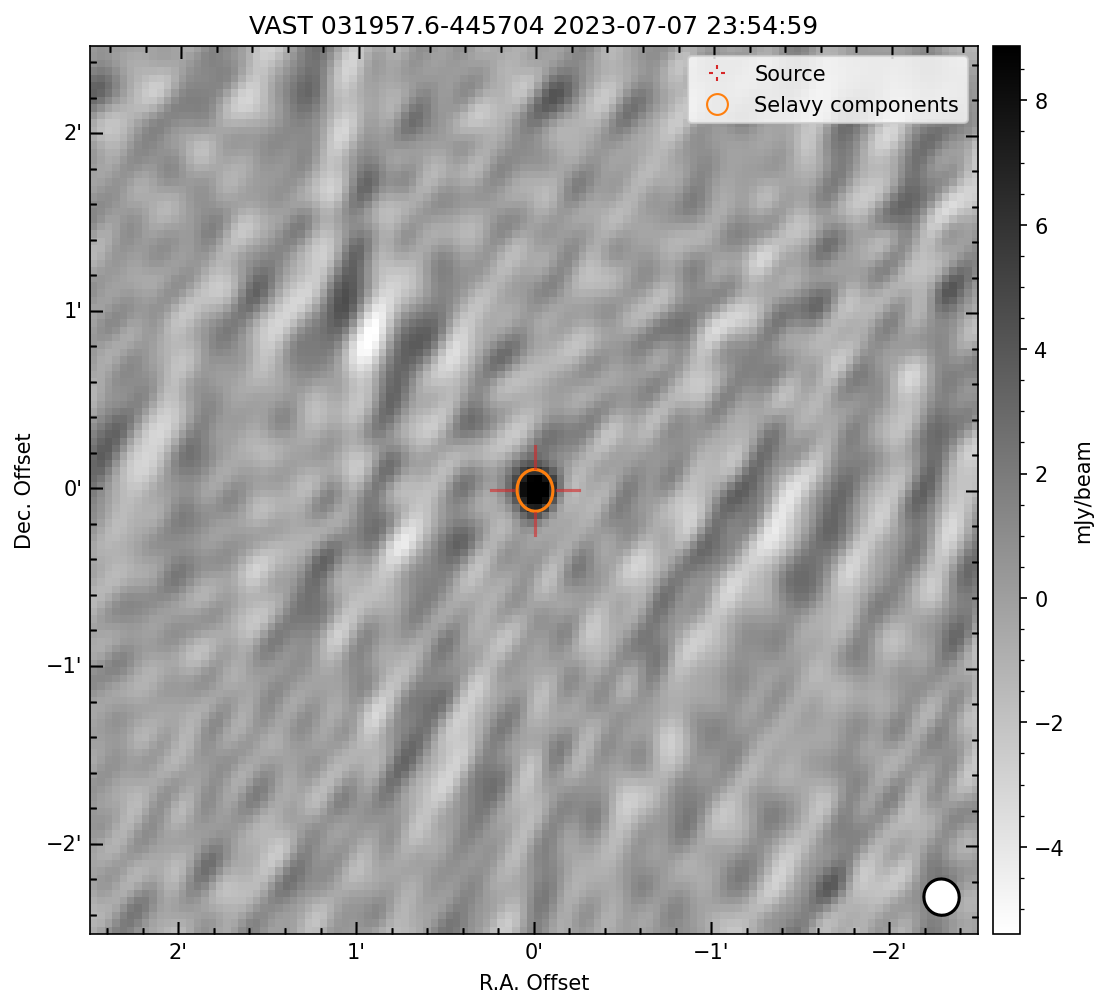 VAST 031957.6-445704 2023-07-07 23:54:59
Source
Selavy components
2'
1'
0'
−1'
−2'
Dec. Offset
2'
1'
0'
−1'
−2'
R.A. Offset
8
6
4
2
0
−2
−4
mJy/beam